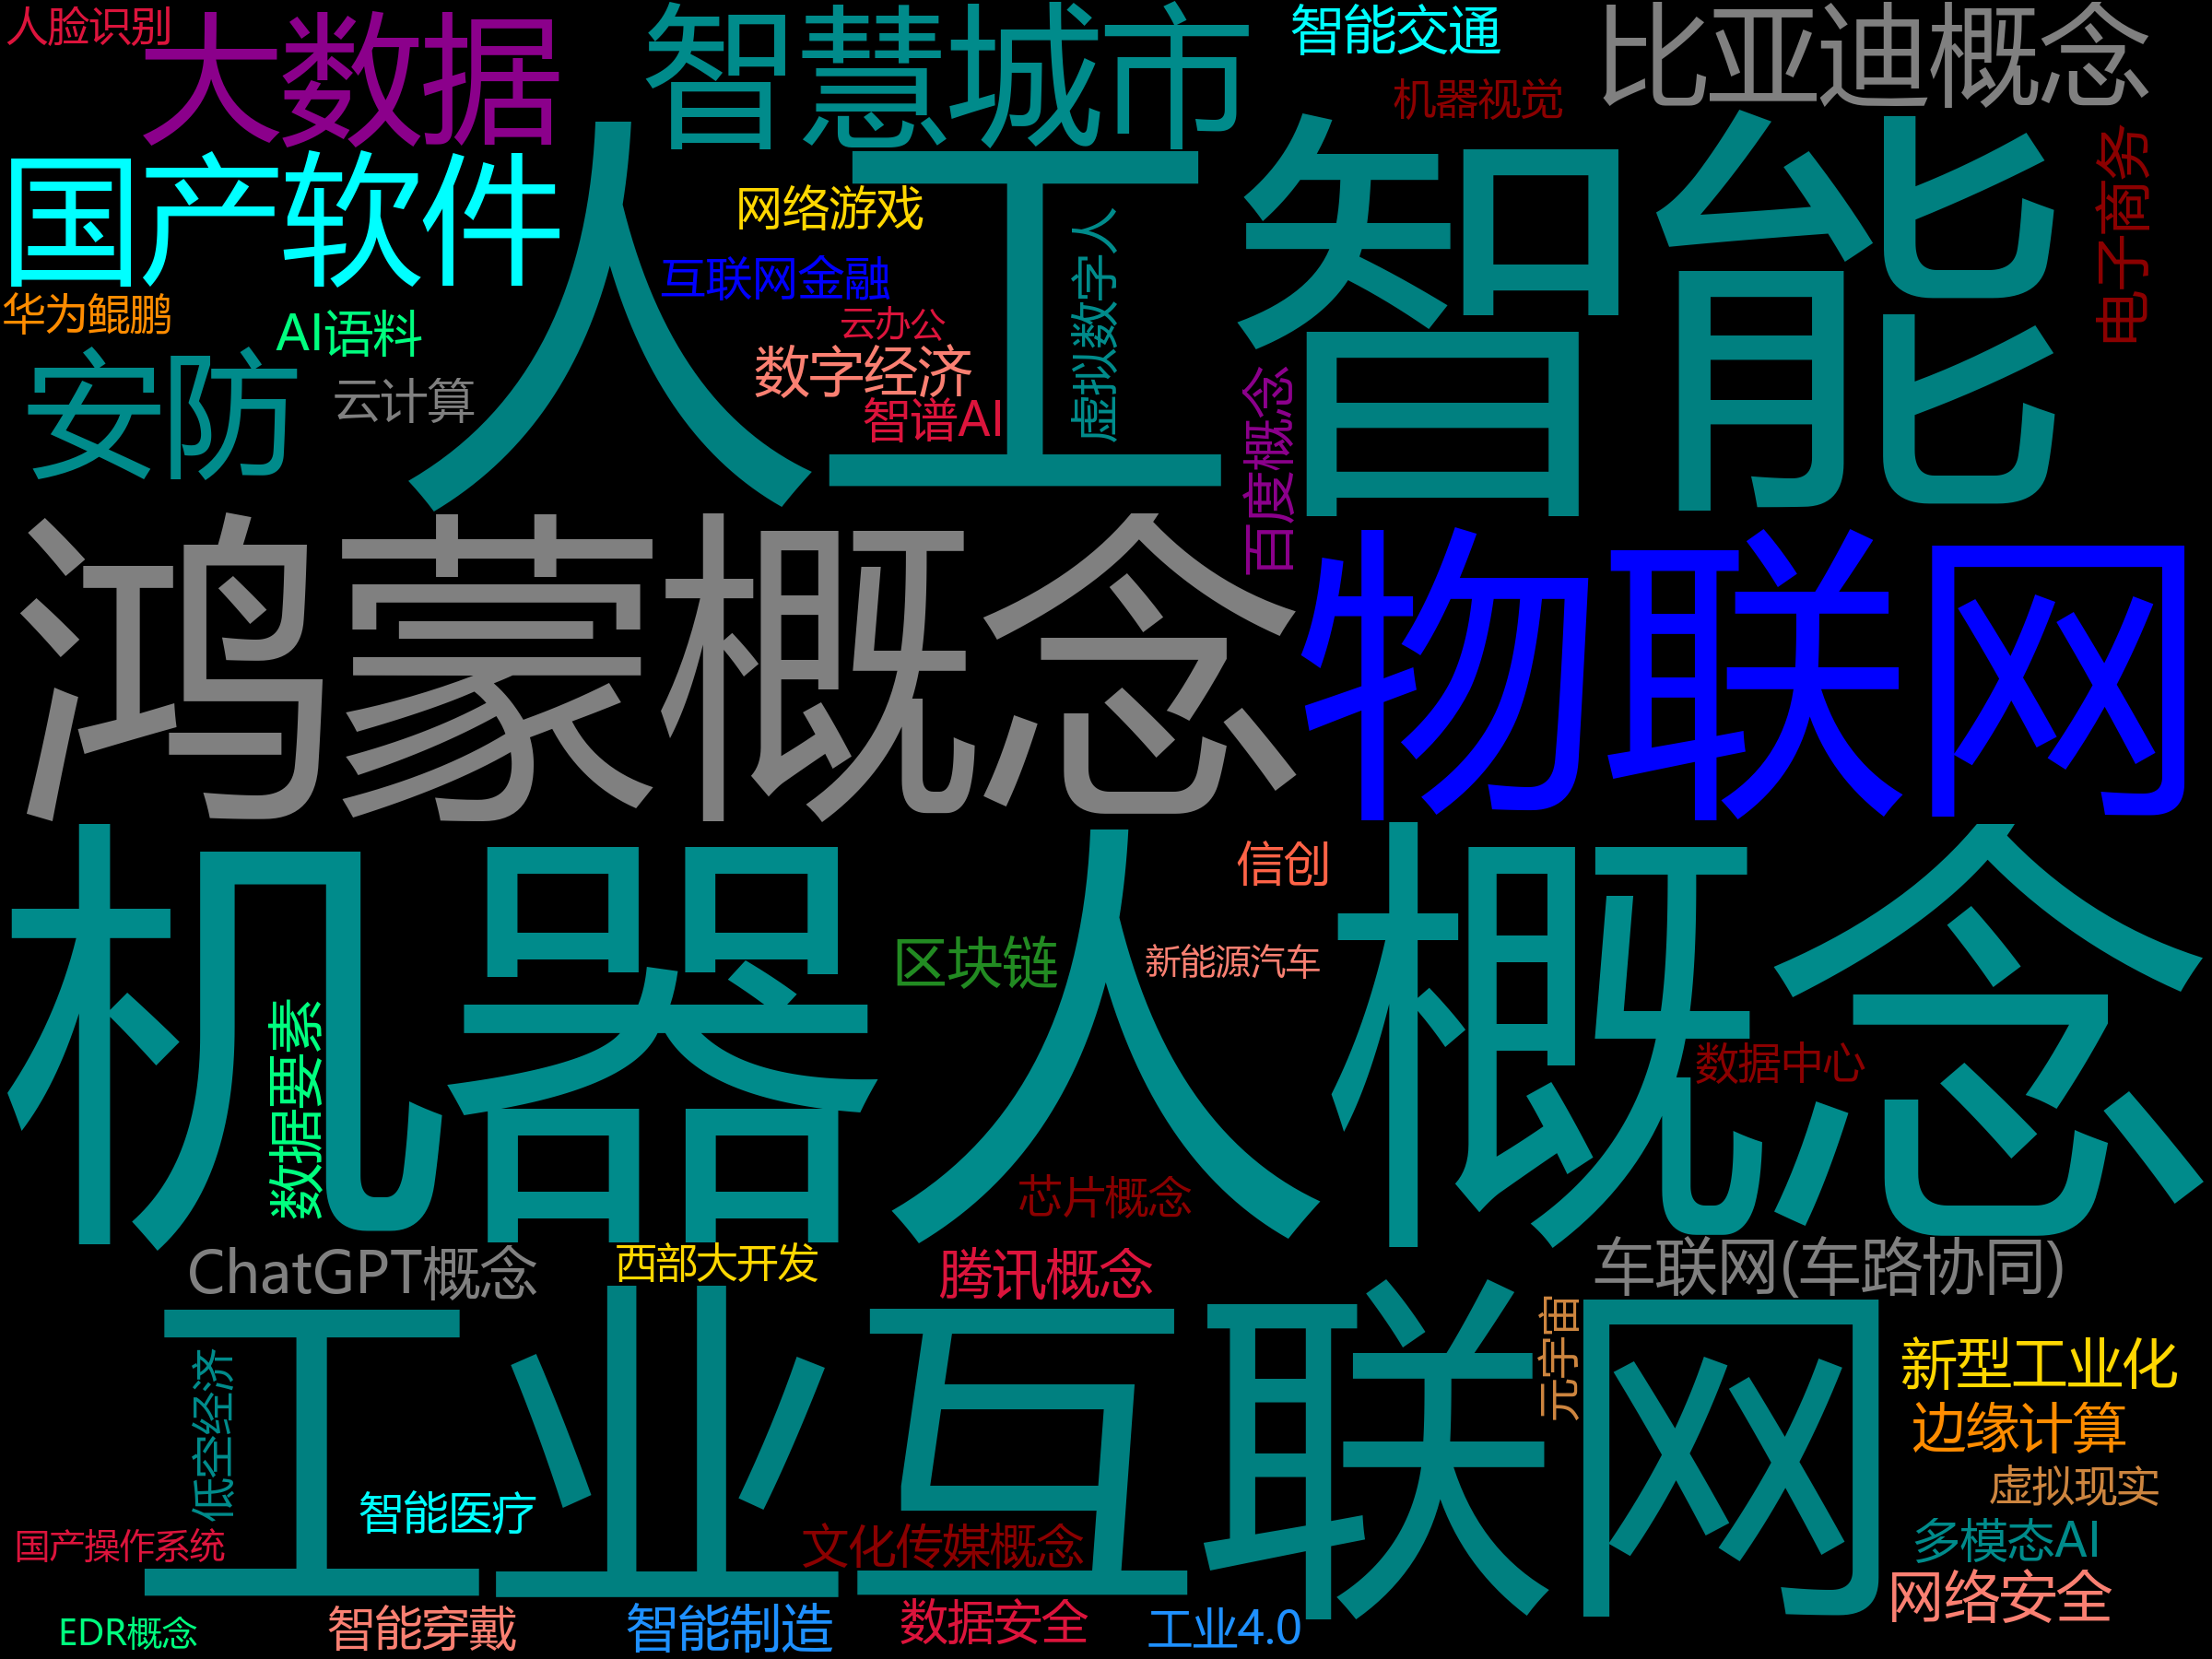 人脸识别
大数据
智慧城市
智能交通
比亚迪概念
机器视觉
电子商务
国产软件
人工智能
网络游戏
虚拟数字人
互联网金融
华为鲲鹏
AI语料
云办公
数字经济
安防
云计算
智谱AI
百度概念
鸿蒙概念
物联网
机器人概念
信创
区块链
新能源汽车
数据要素
数据中心
芯片概念
ChatGPT概念
西部大开发
腾讯概念
车联网(车路协同)
工业互联网
元宇宙
新型工业化
低空经济
边缘计算
虚拟现实
智能医疗
国产操作系统
文化传媒概念
多模态AI
网络安全
EDR概念
智能穿戴
智能制造
数据安全
工业4.0